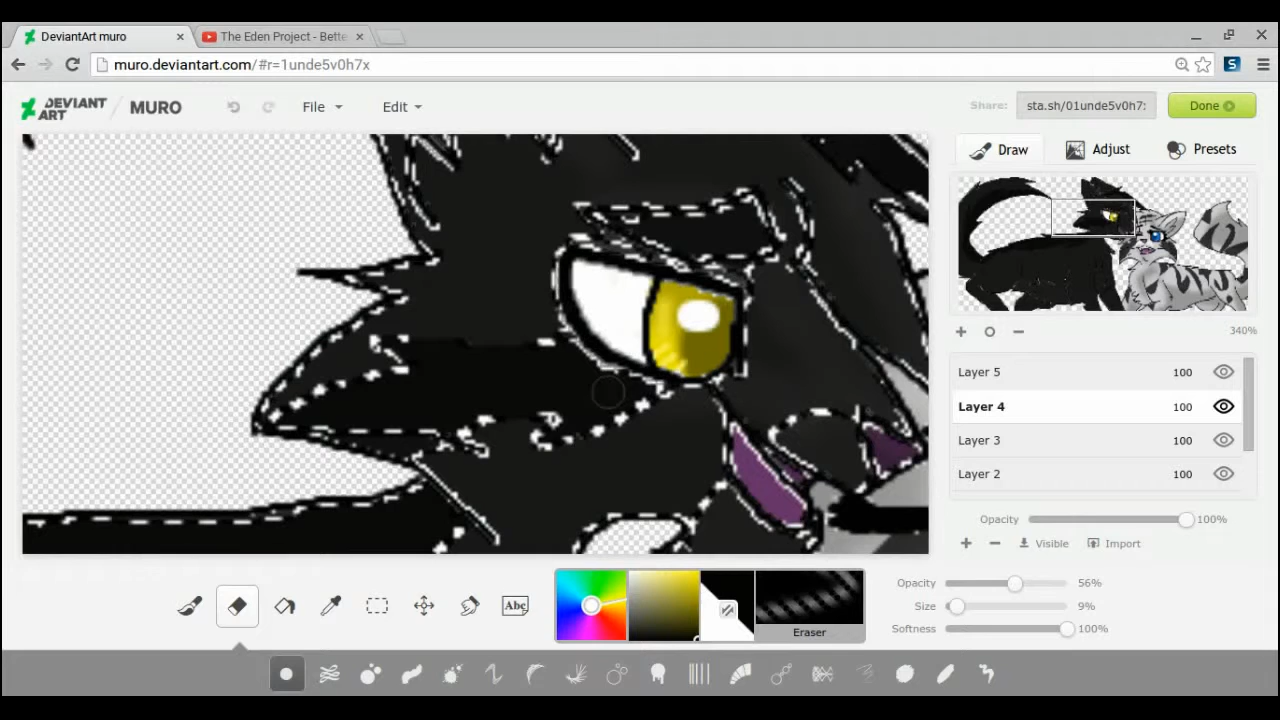 DeviantArt muro
The Eden Project - Bette
muro.deviantart.com/#r=1unde5v0h7x
DEVIANT ART / MURO
File
Edit
Share:
sta.sh/01unde5v0h7:
Done
Draw
Adjust
Presets
340%
Layer 5 100
Layer 4 100
Layer 3 100
Layer 2 100
Opacity 100%
Visible
Import
Abc
Eraser
Opacity 56%
Size 9%
Softness 100%
S